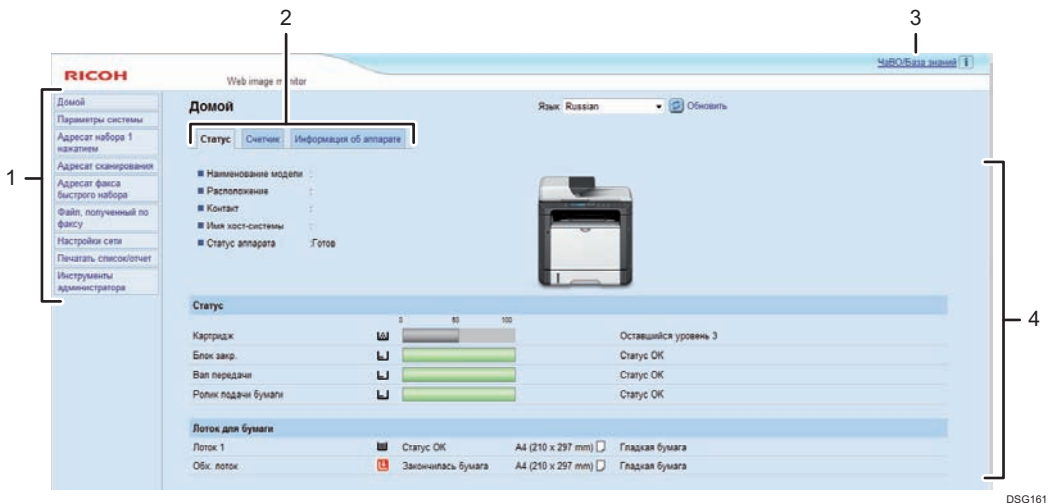 2
3
ЧаВО/База знаний
RICOH
Web image monitor
1
Домой
Параметры системы
Адресат набора 1
нажатием
Адресат сканирования
Адресат факса
быстрого набора
Файл, полученный по
факсу
Настройки сети
Печатать список/отчет
Инструменты
администратора
Домой
Язык Russian Обновить
Статус Счетчик Информация об аппарате
Наименование модели :
Расположение :
Контакт :
Имя хост-системы :
Статус аппарата :Готов
Статус
0 50 100
Картридж Оставшийся уровень 3
Блок закр. Статус OK
Вал передачи Статус OK
Ролик подачи бумаги Статус OK
Лоток для бумаги
Лоток 1 Статус OK A4 (210 x 297 mm) Гладкая бумага
Обх. лоток Закончилась бумага A4 (210 x 297 mm) Гладкая бумага
4
DSG161